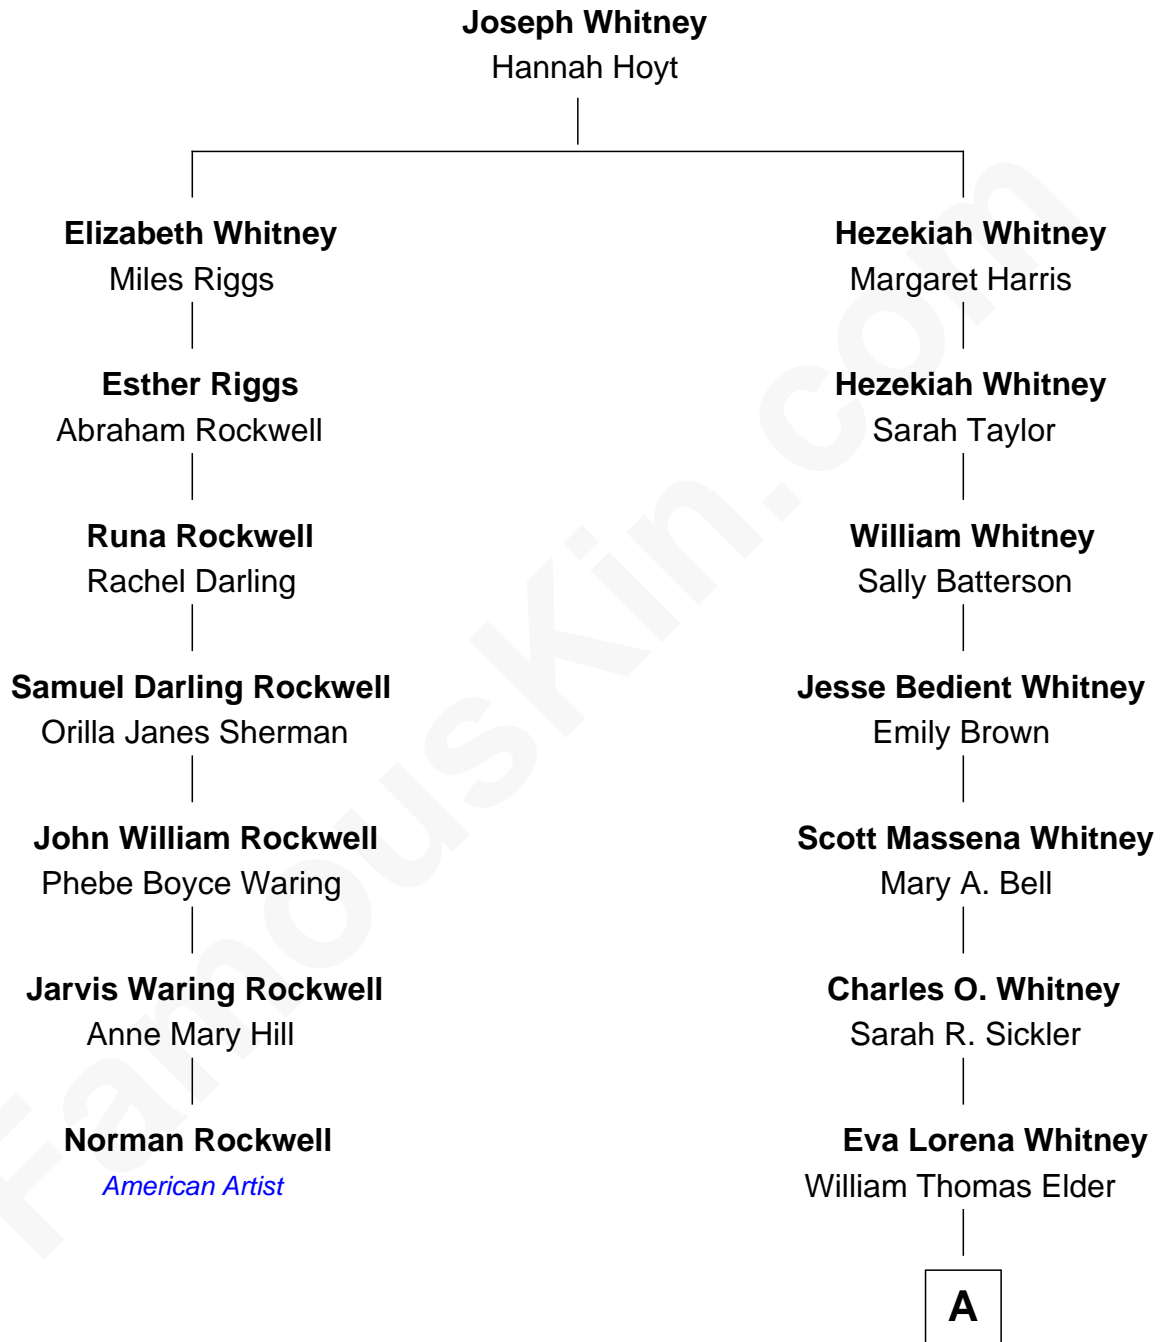 Joseph Whitney
Hannah Hoyt
Elizabeth Whitney
Miles Riggs
Esther Riggs
Abraham Rockwell
Runa Rockwell
Rachel Darling
Samuel Darling Rockwell
Orilla Janes Sherman
John William Rockwell
Phebe Boyce Waring
Jarvis Waring Rockwell
Anne Mary Hill
Norman Rockwell
American Artist
Hezekiah Whitney
Margaret Harris
Hezekiah Whitney
Sarah Taylor
William Whitney
Sally Batterson
Jesse Bedient Whitney
Emily Brown
Scott Massena Whitney
Mary A. Bell
Charles O. Whitney
Sarah R. Sickler
Eva Lorena Whitney
William Thomas Elder
A
FamousKin.com